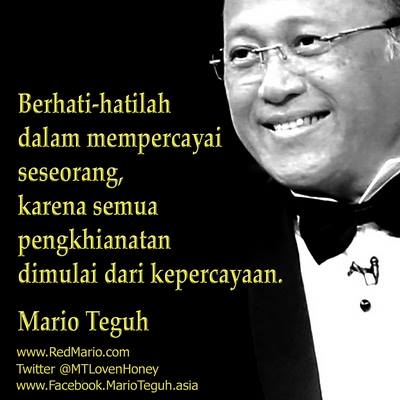 Berhati-hatilah
dalam mempercayai
seseorang,
karena semua
pengkhianatan
dimulai dari kepercayaan.
Mario Teguh
www.RedMario.com
Twitter @MTLovenHoney
www.Facebook.MarioTeguh.asia